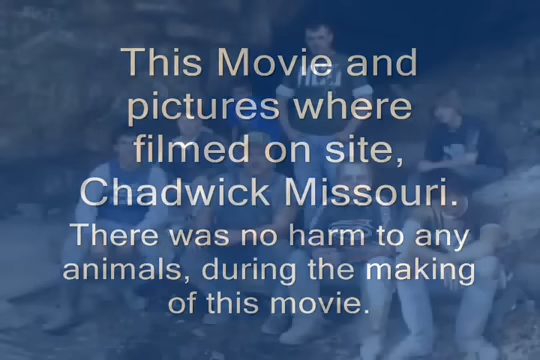 This Movie and
pictures where
filmed on site,
Chadwick Missouri.
There was no harm to any
animals, during the making
of this movie.